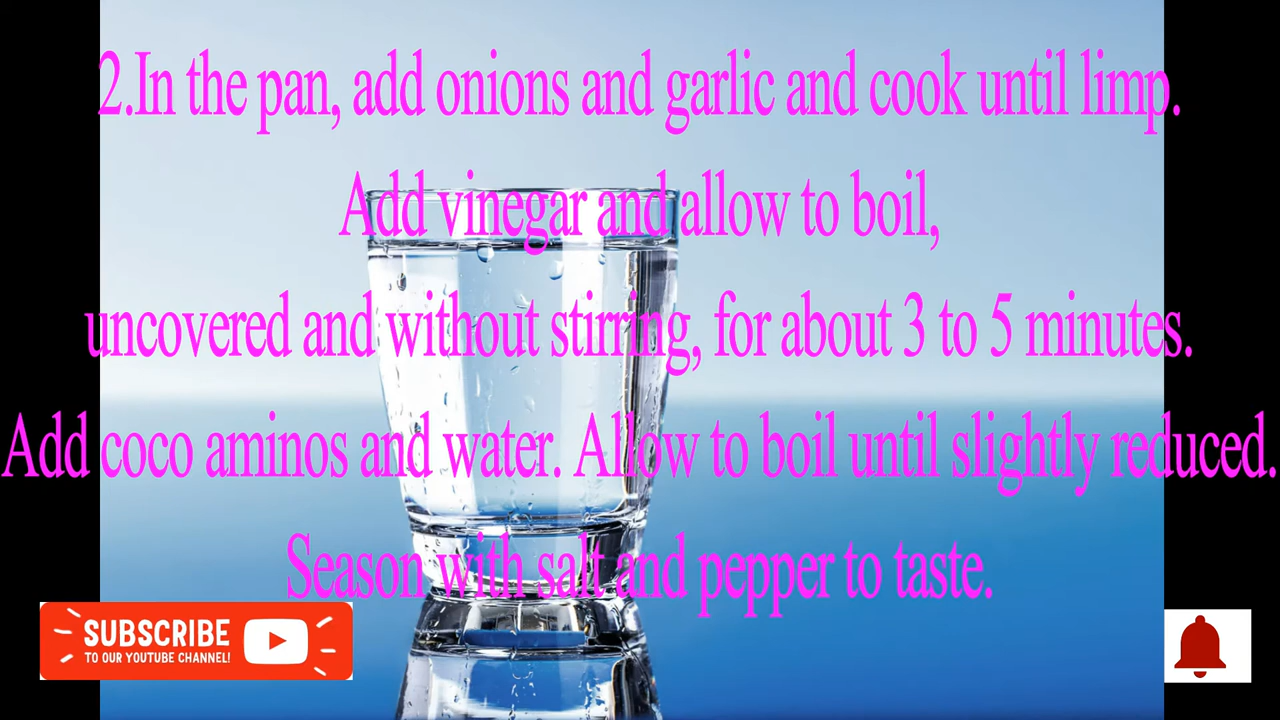 2.In the pan, add onions and garlic and cook until limp.
Add vinegar and allow to boil,
uncovered and without stirring, for about 3 to 5 minutes.
Add coco aminos and water. Allow to boil until slightly reduced.
Season with salt and pepper to taste.
SUBSCRIBE
TO OUR YOUTUBE CHANNEL!